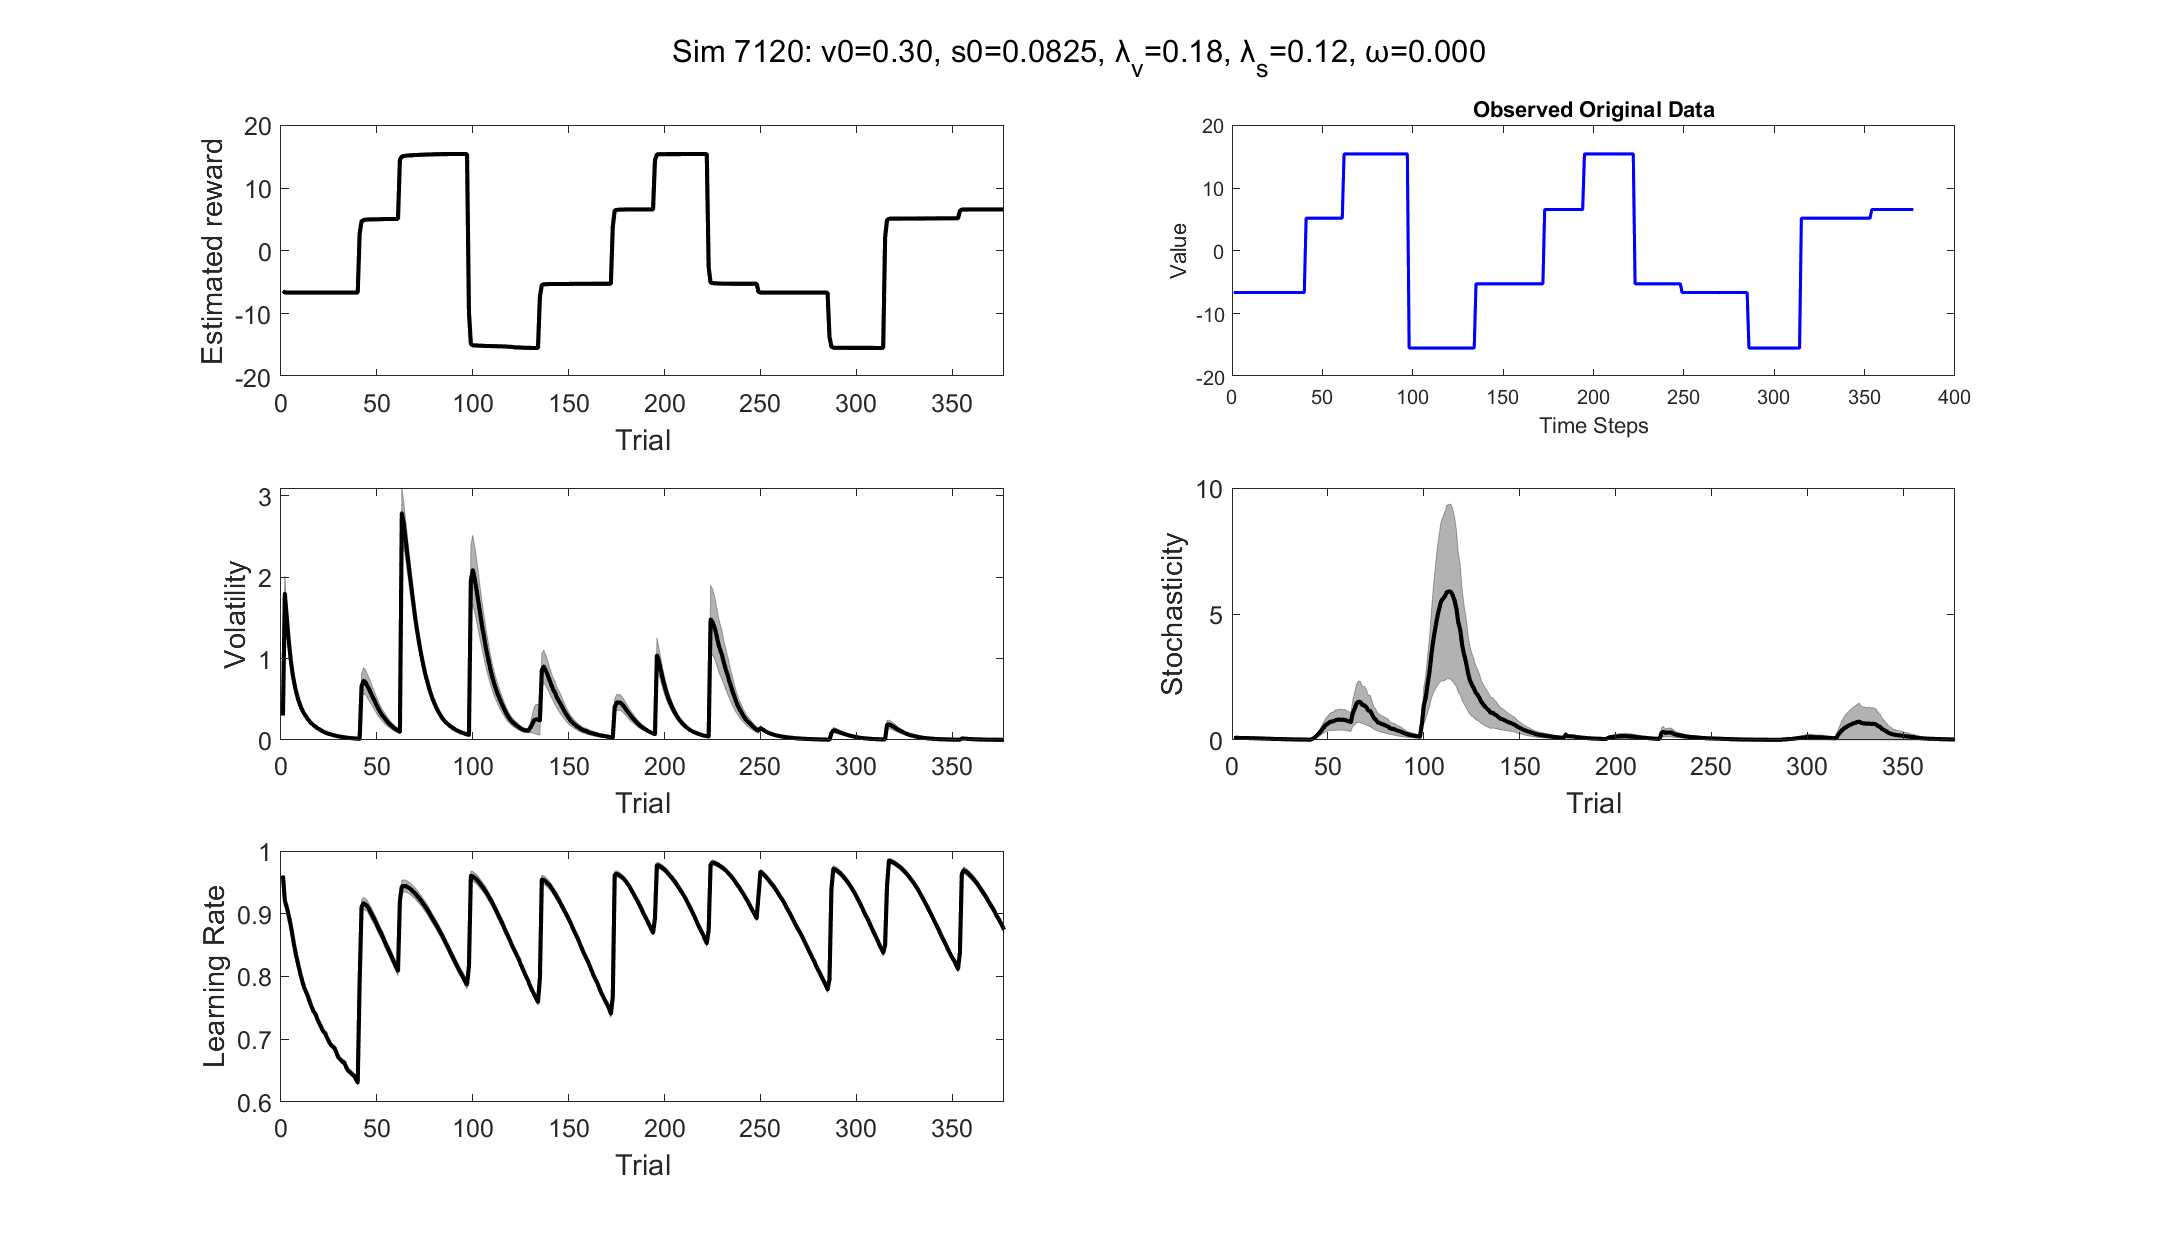 Sim 7120: v0=0.30, s0=0.0825, λv=0.18, λs=0.12, ω=0.000
Estimated reward
20
10
0
-10
-20
0 50 100 150 200 250 300 350
Trial
Observed Original Data
Value
20
10
0
-10
-20
0 50 100 150 200 250 300 350 400
Time Steps
Volatility
3
2
1
0
0 50 100 150 200 250 300 350
Trial
Stochasticity
10
5
0
0 50 100 150 200 250 300 350
Trial
Learning Rate
1
0.9
0.8
0.7
0.6
0 50 100 150 200 250 300 350
Trial